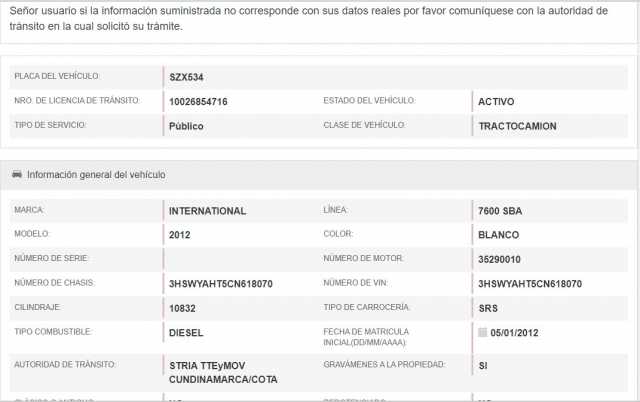 Señor usuario si la información suministrada no corresponde con sus datos reales por favor comuníquese con la autoridad de
tránsito en la cual solicitó su trámite.
PLACA DEL VEHÍCULO: SZX534
NRO. DE LICENCIA DE TRÁNSITO: 10026854716 ESTADO DEL VEHÍCULO: ACTIVO
TIPO DE SERVICIO: Público CLASE DE VEHÍCULO: TRACTOCAMION
Información general del vehículo
MARCA: INTERNATIONAL LÍNEA: 7600 SBA
MODELO: 2012 COLOR: BLANCO
NÚMERO DE SERIE: NÚMERO DE MOTOR: 35290010
NÚMERO DE CHASIS: 3HSWYAHT5CN618070 NÚMERO DE VIN: 3HSWYAHT5CN618070
CILINDRAJE: 10832 TIPO DE CARROCERÍA: SRS
TIPO COMBUSTIBLE: DIESEL FECHA DE MATRICULA 05/01/2012
INICIAL(DD/MM/AAAA):
AUTORIDAD DE TRÁNSITO: STRIA TTEyMOV GRAVÁMENES A LA PROPIEDAD: SI
CUNDINAMARCA/COTA